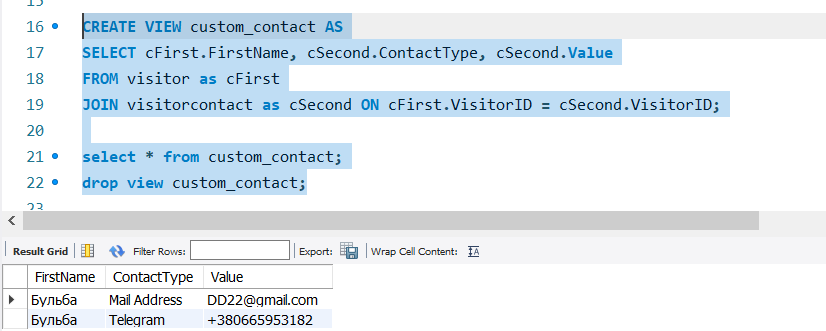 16 CREATE VIEW custom_contact AS
17 SELECT cFirst.FirstName, cSecond.ContactType, cSecond.Value
18 FROM visitor as cFirst
19 JOIN visitorcontact as cSecond ON cFirst.VisitorID = cSecond.VisitorID;
20
21 select * from custom_contact;
22 drop view custom_contact;
23
Result Grid Filter Rows: Export: Wrap Cell Content:
FirstName ContactType Value
Бульба Mail Address DD22@gmail.com
Бульба Telegram +380665953182